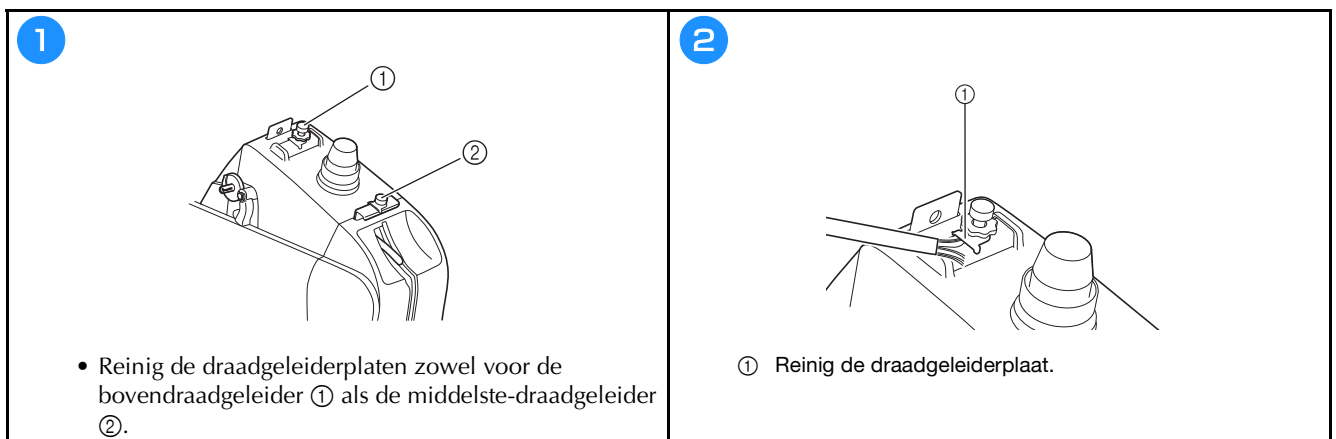 1
①
②
• Reinig de draadgeleiderplaten zowel voor de
bovendraadgeleider ① als de middelste-draadgeleider
②.
2
①
① Reinig de draadgeleiderplaat.